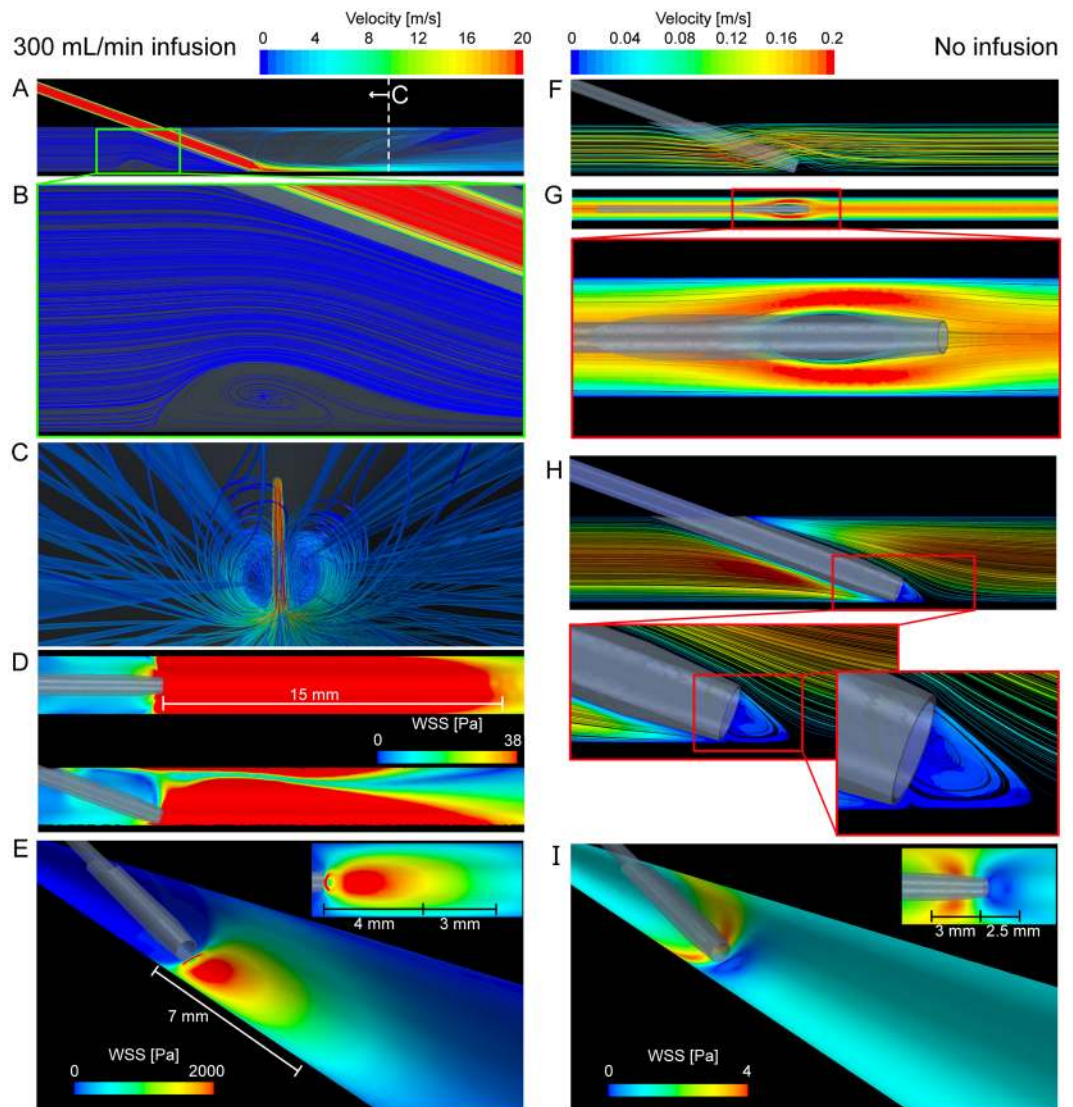 Velocity [m/s]
300 mL/min infusion
0 4 8 12 16 20
Velocity [m/s]
0 0.04 0.08 0.12 0.16 0.2
No infusion
A
C
B
C
D
15 mm
WSS [Pa]
0 38
E
4 mm 3 mm
7 mm
WSS [Pa]
0 2000
F
G
H
I
3 mm 2.5 mm
WSS [Pa]
0 4